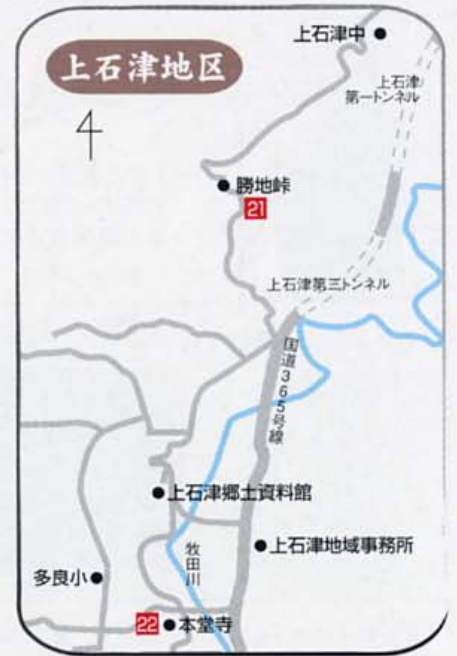 上石津中
上石津地区
上石津
第一トンネル
勝地峠
21
上石津第三トンネル
国道365号線
上石津郷土資料館
牧田川
上石津地域事務所
多良小
22 本堂寺